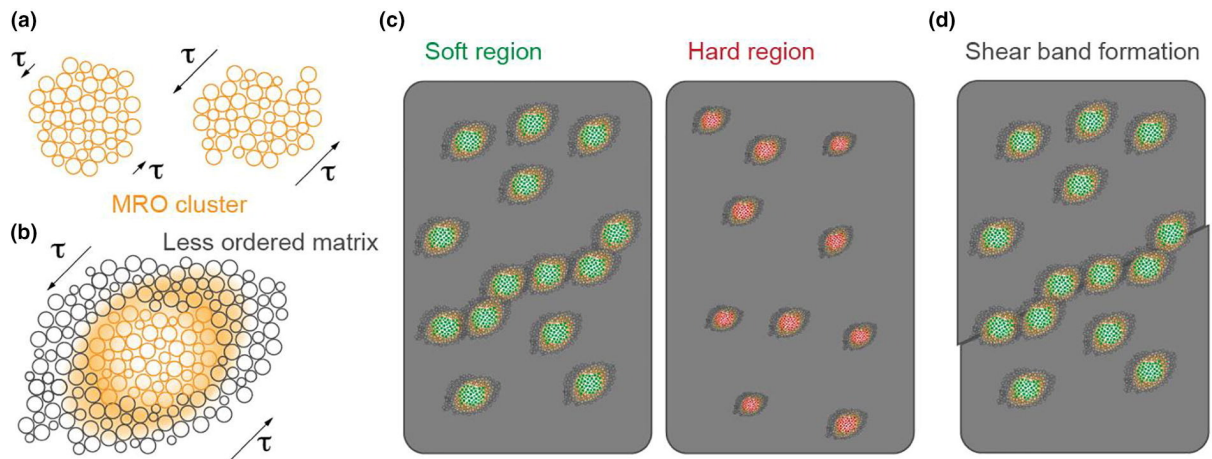 (a)
τ
τ
τ
τ
MRO cluster
(b)
Less ordered matrix
τ
τ
(c)
Soft region
Hard region
(d)
Shear band formation